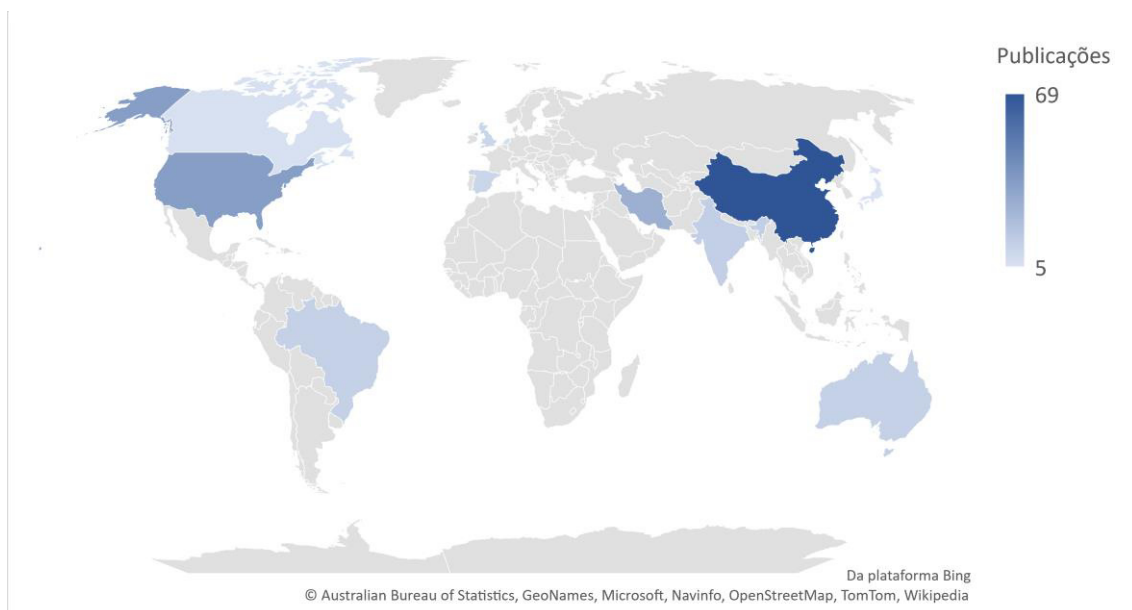 Publicações
69
5
Da plataforma Bing
© Australian Bureau of Statistics, GeoNames, Microsoft, Navinfo, OpenStreetMap, TomTom, Wikipedia